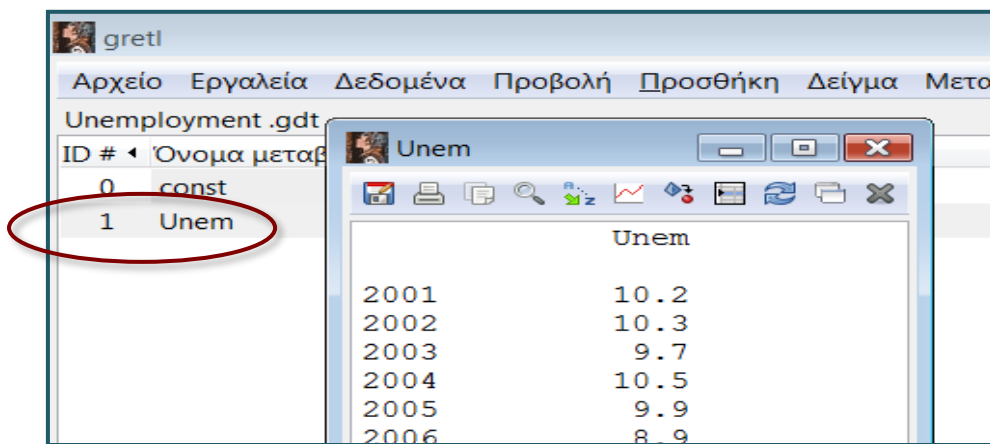 gretl
Αρχείο Εργαλεία Δεδομένα Προβολή Προσθήκη Δείγμα
Unemployment .gdt
ID # Όνομα
0 const
1 Unem
Unem
Unem
2001 10.2
2002 10.3
2003 9.7
2004 10.5
2005 9.9
2006 8.9